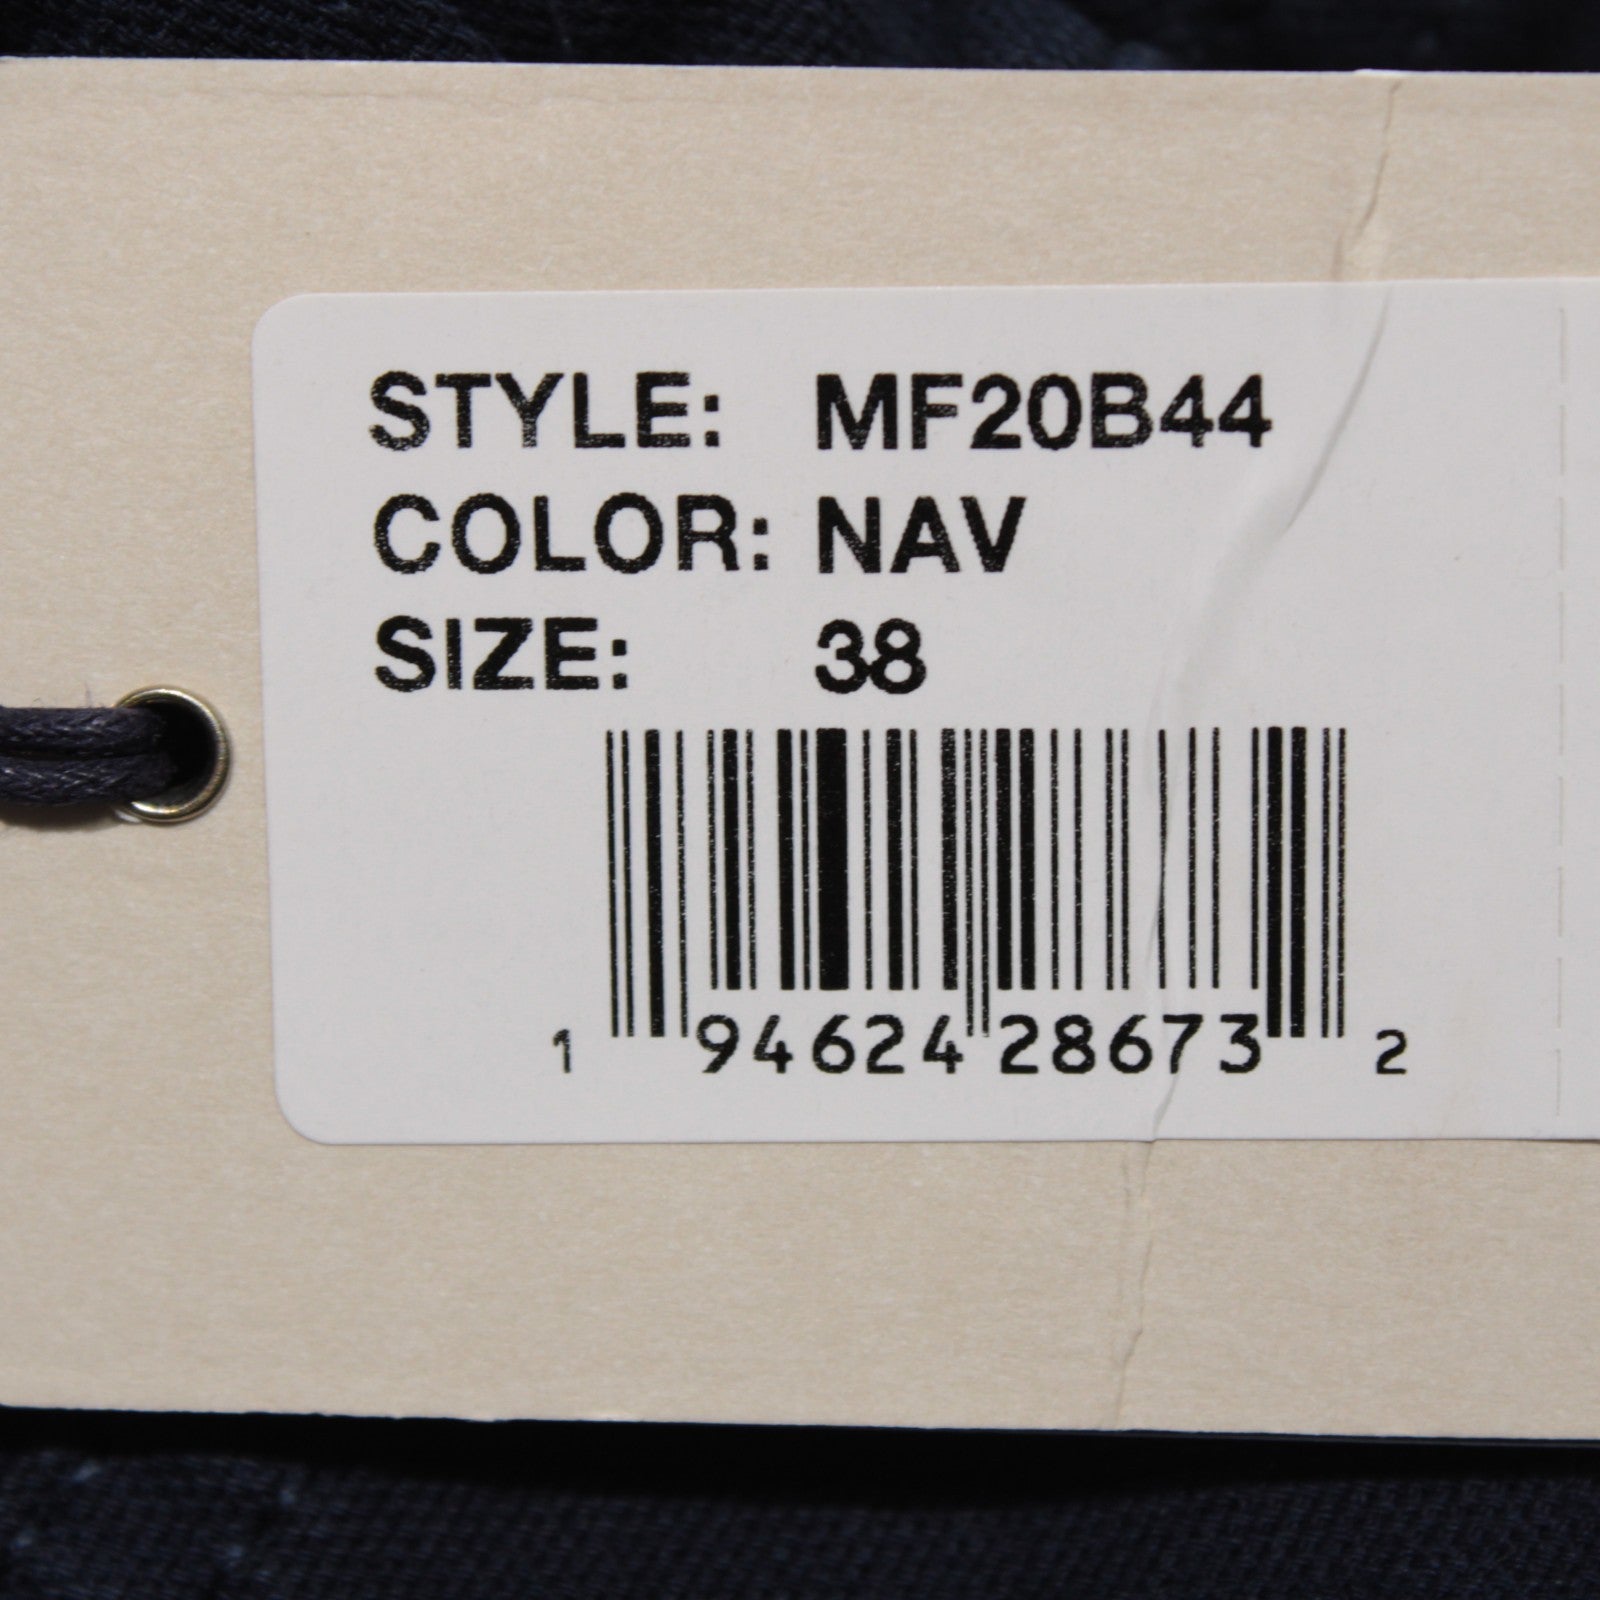 STYLE: MF20B44
COLOR: NAV
SIZE: 38
1 94624 28673 2